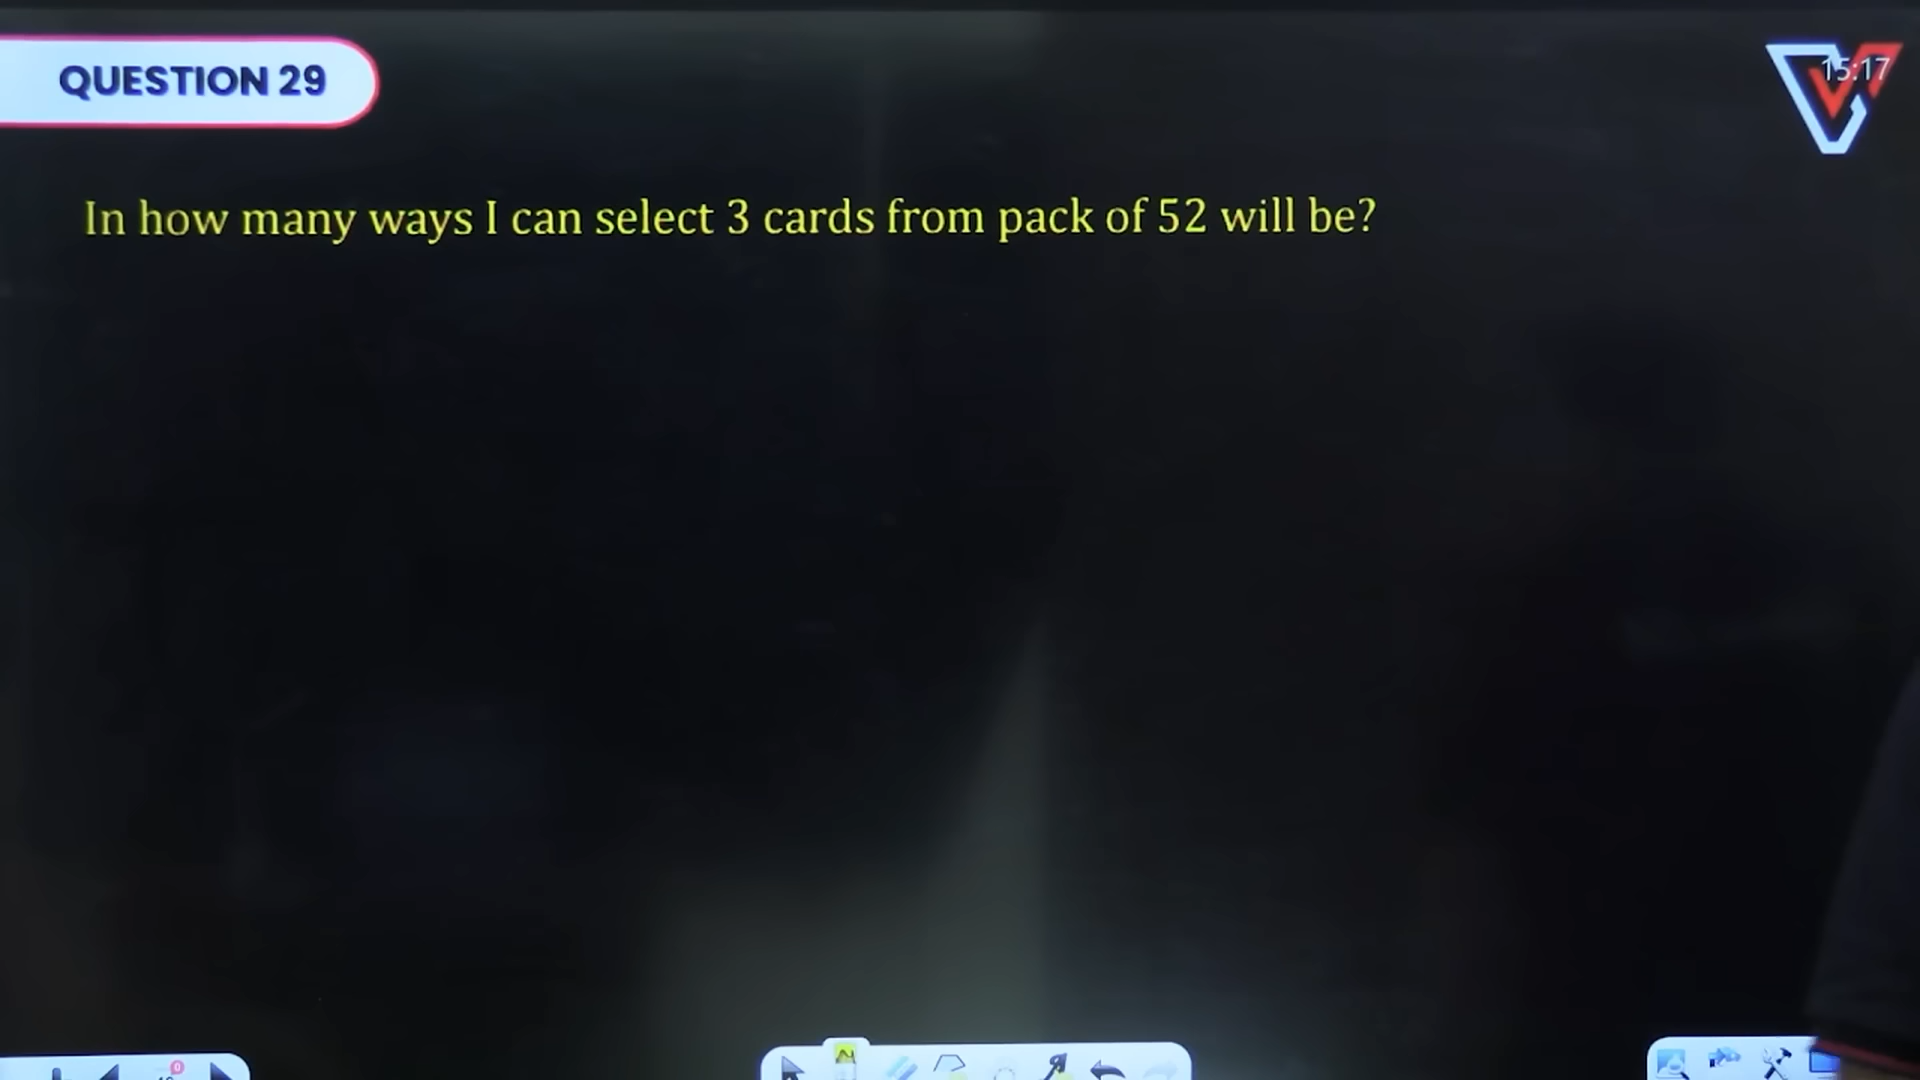 QUESTION 29
15:17
In how many ways I can select 3 cards from pack of 52 will be?